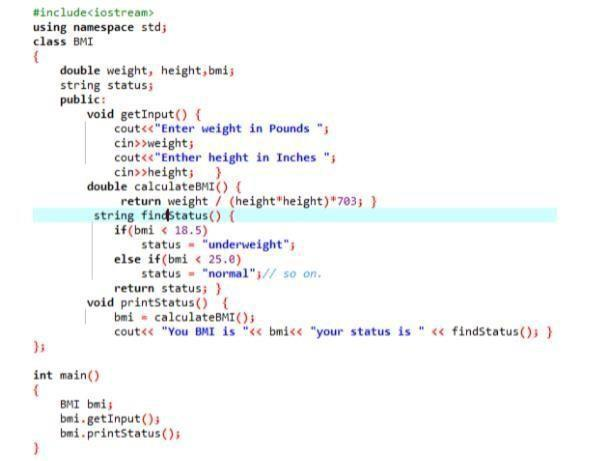 #include<iostream>
using namespace std;
class BMI
{
double weight, height,bmi;
string status;
public:
void getInput() {
cout<<"Enter weight in Pounds ";
cin>>weight;
cout<<"Enther height in Inches ";
cin>>height; }
double calculateBMI() {
return weight / (height*height)*703; }
string findStatus() {
if(bmi < 18.5)
status = "underweight";
else if(bmi < 25.0)
status = "normal";// so on.
return status; }
void printStatus() {
bmi = calculateBMI();
cout<< "You BMI is "<< bmi<< "your status is " << findStatus(); }
};
int main()
{
BMI bmi;
bmi.getInput();
bmi.printStatus();
}